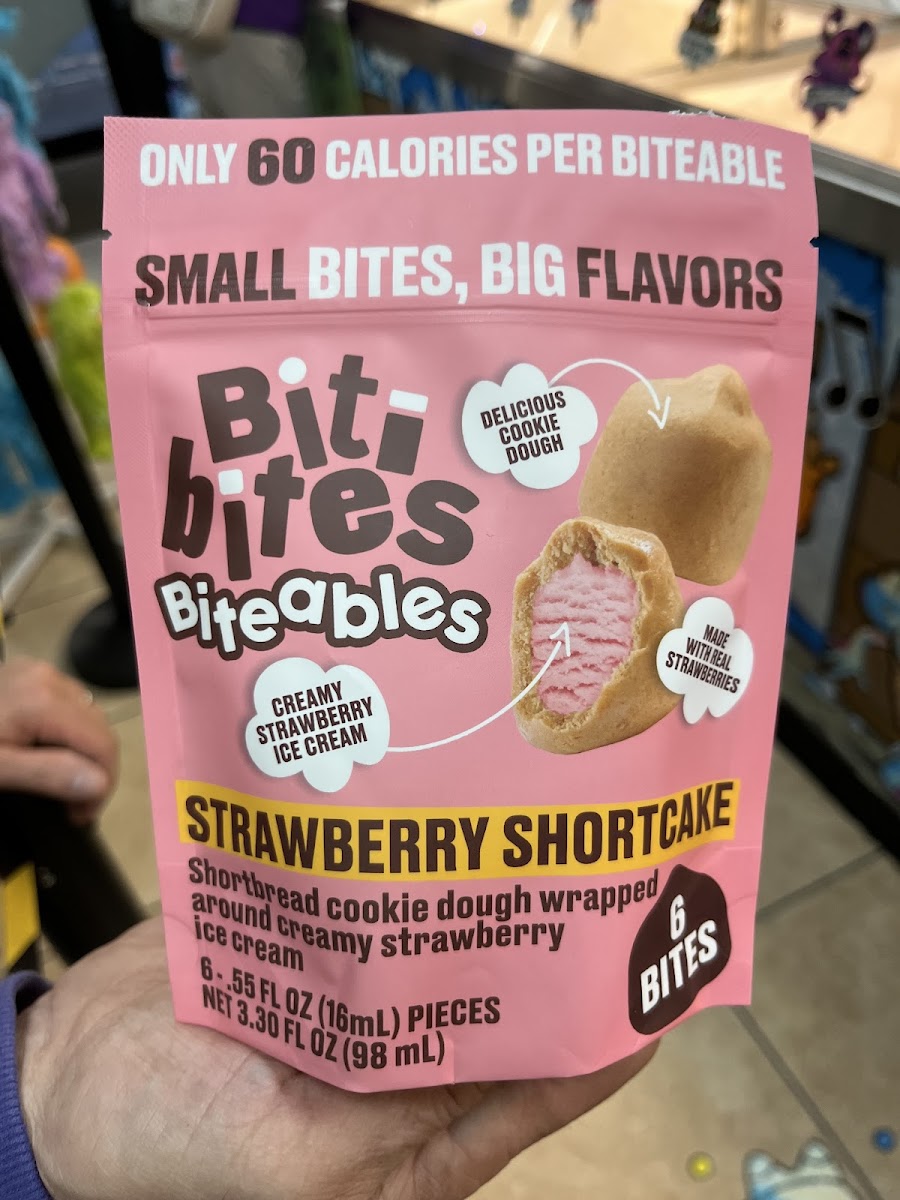 ONLY 60 CALORIES PER BITEABLE
SMALL BITES, BIG FLAVORS
Biti
bites
Biteables
DELICIOUS
COOKIE
DOUGH
MADE
WITH REAL
STRAWBERRIES
CREAMY
STRAWBERRY
ICE CREAM
STRAWBERRY SHORTCAKE
Shortbread cookie dough wrapped
around creamy strawberry
ice cream
6
BITES
6 - .55 FL OZ (16mL) PIECES
NET 3.30 FL OZ (98 mL)